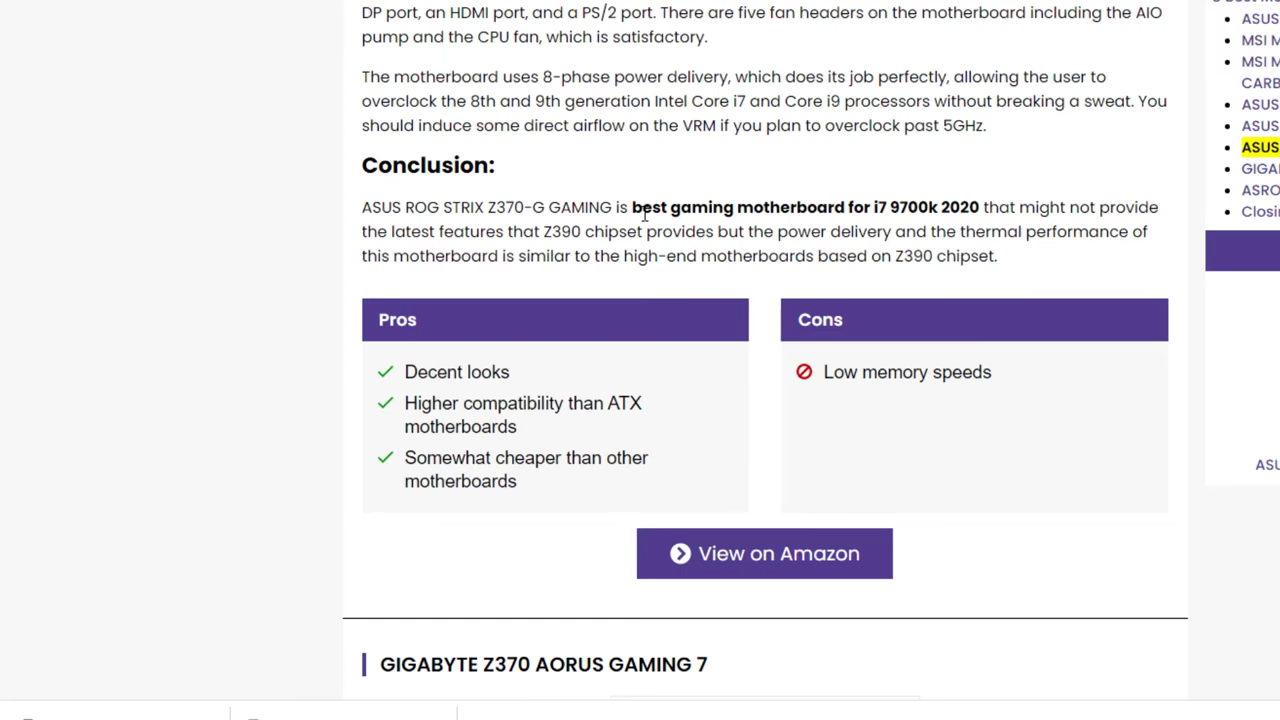 DP port, an HDMI port, and a PS/2 port. There are five fan headers on the motherboard including the AIO
pump and the CPU fan, which is satisfactory.
The motherboard uses 8-phase power delivery, which does its job perfectly, allowing the user to
overclock the 8th and 9th generation Intel Core i7 and Core i9 processors without breaking a sweat. You
should induce some direct airflow on the VRM if you plan to overclock past 5GHz.
Conclusion:
ASUS ROG STRIX Z370-G GAMING is best gaming motherboard for i7 9700k 2020 that might not provide
the latest features that Z390 chipset provides but the power delivery and the thermal performance of
this motherboard is similar to the high-end motherboards based on Z390 chipset.
Pros
Decent looks
Higher compatibility than ATX
motherboards
Somewhat cheaper than other
motherboards
Cons
Low memory speeds
View on Amazon
GIGABYTE Z370 AORUS GAMING 7
ASUS
MSI M
MSI M
CARB
ASUS
ASUS
ASUS
GIGA
ASRO
Closi
ASU